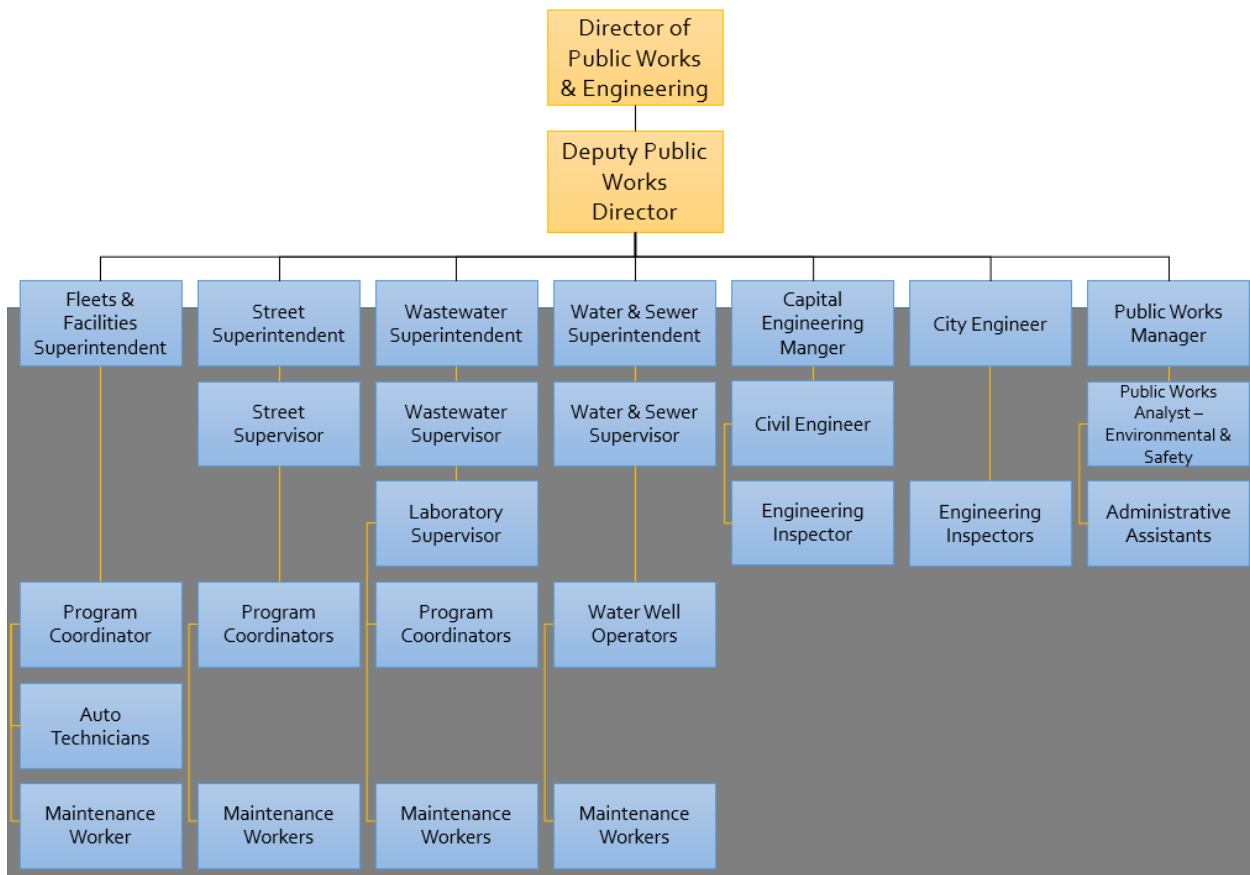 Director of
Public Works
& Engineering
Deputy Public
Works
Director
Fleets &
Facilities
Superintendent
Street
Superintendent
Wastewater
Superintendent
Water & Sewer
Superintendent
Capital
Engineering
Manger
City Engineer
Public Works
Manager
Street
Supervisor
Wastewater
Supervisor
Water & Sewer
Supervisor
Civil Engineer
Public Works
Analyst –
Environmental &
Safety
Laboratory
Supervisor
Engineering
Inspector
Engineering
Inspectors
Administrative
Assistants
Program
Coordinator
Program
Coordinators
Program
Coordinators
Water Well
Operators
Auto
Technicians
Maintenance
Worker
Maintenance
Workers
Maintenance
Workers
Maintenance
Workers